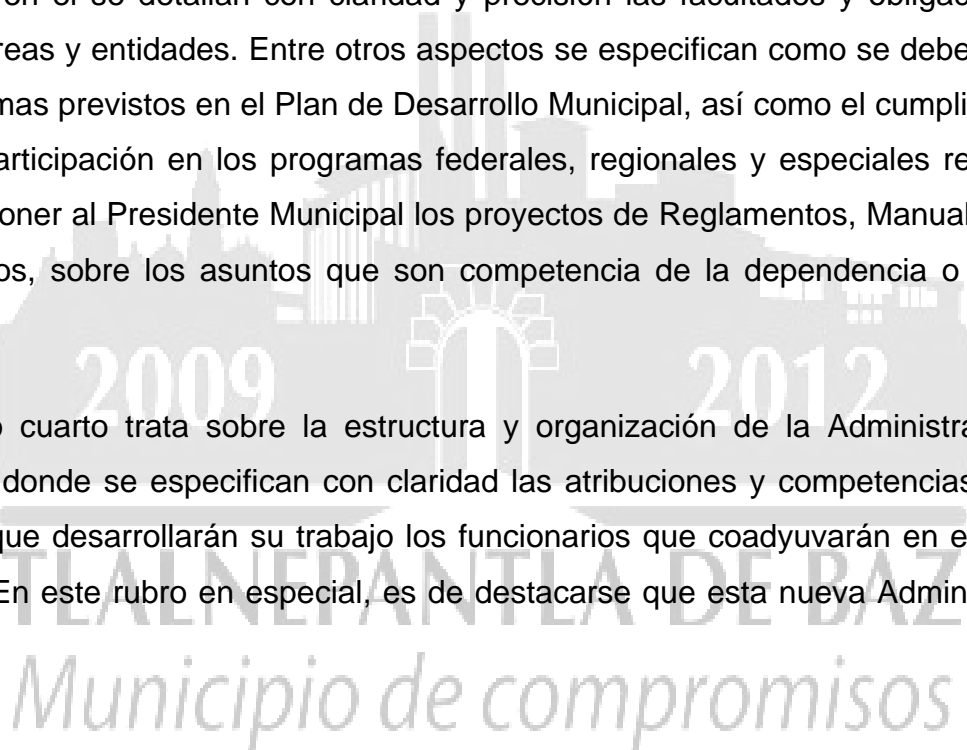 en él se detallan con claridad y precisión las facultades y
reas y entidades. Entre otros aspectos se especifican como se debe
mas previstos en el Plan de Desarrollo Municipal, así como el cumpli
articipación en los programas federales, regionales y especiales re
oner al Presidente Municipal los proyectos de Reglamentos, Manual
os, sobre los asuntos que son competencia de la dependencia o
2009 2012
o cuarto trata sobre la estructura y organización de la Administra
donde se especifican con claridad las atribuciones y competencias
que desarrollarán su trabajo los funcionarios que coadyuvarán en e
TLALNEPANTLA DE BAZ
En este rubro en especial, es de destacarse que esta nueva Admin
Municipio de compromisos